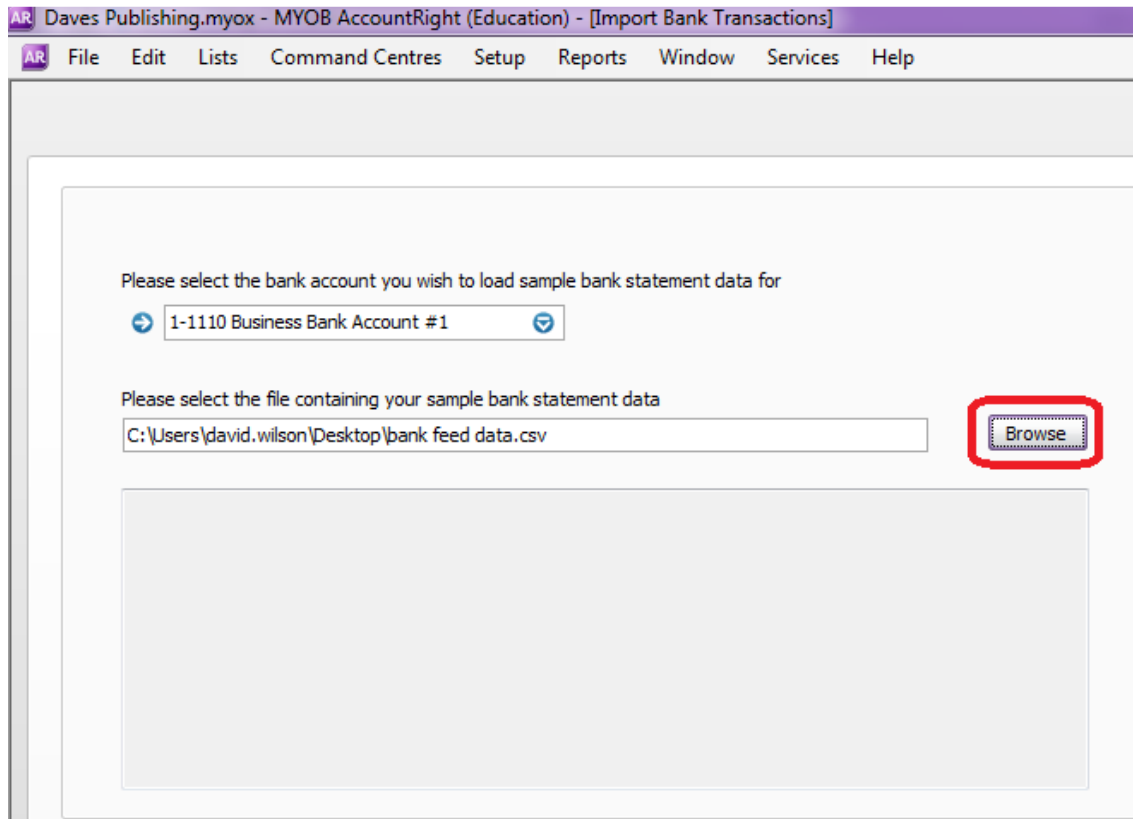 AR Daves Publishing.myox - MYOB AccountRight (Education) - [Import Bank Transactions]
AR File Edit Lists Command Centres Setup Reports Window Services Help
Please select the bank account you wish to load sample bank statement data for
1-1110 Business Bank Account #1
Please select the file containing your sample bank statement data
C:\Users\david.wilson\Desktop\bank feed data.csv Browse